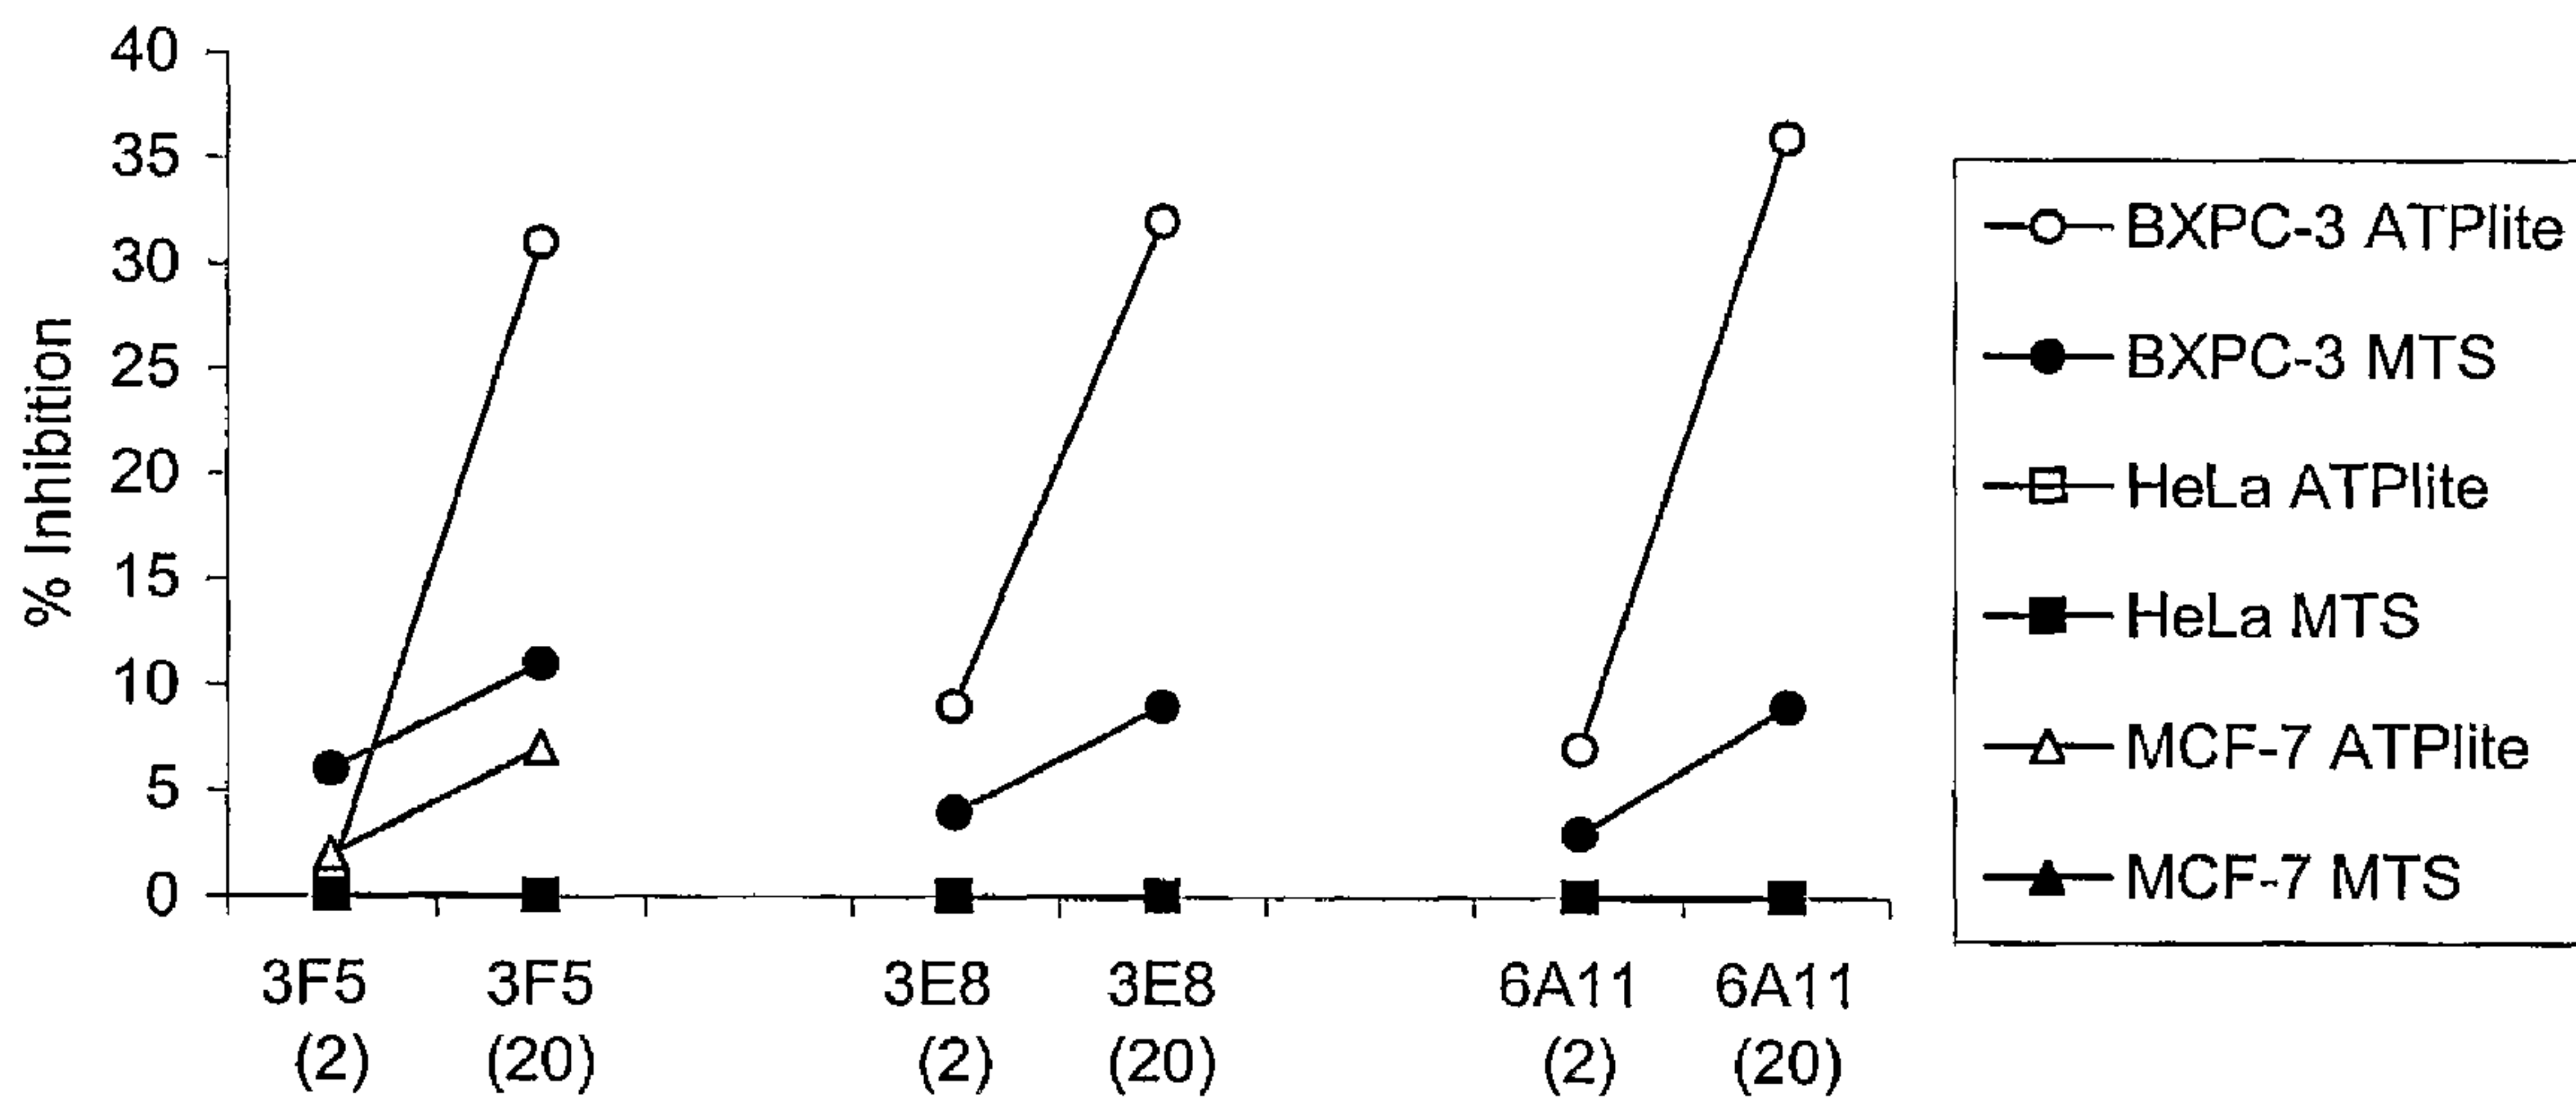 40
35
30
25
20
15
10
5
0
% Inhibition
3F5 3F5 3E8 3E8 6A11 6A11
(2) (20) (2) (20) (2) (20)
BXPC-3 ATPlite
BXPC-3 MTS
HeLa ATPlite
HeLa MTS
MCF-7 ATPlite
MCF-7 MTS